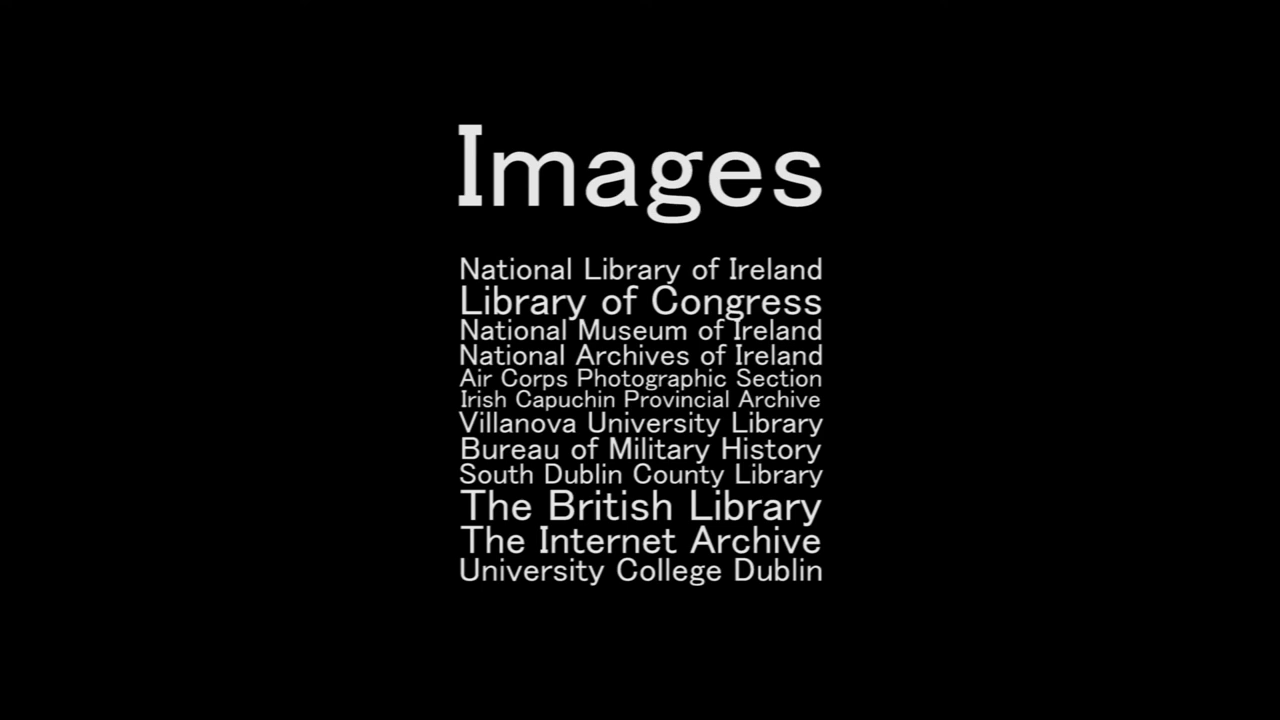 Images
National Library of Ireland
Library of Congress
National Museum of Ireland
National Archives of Ireland
Air Corps Photographic Section
Irish Capuchin Provincial Archive
Villanova University Library
Bureau of Military History
South Dublin County Library
The British Library
The Internet Archive
University College Dublin